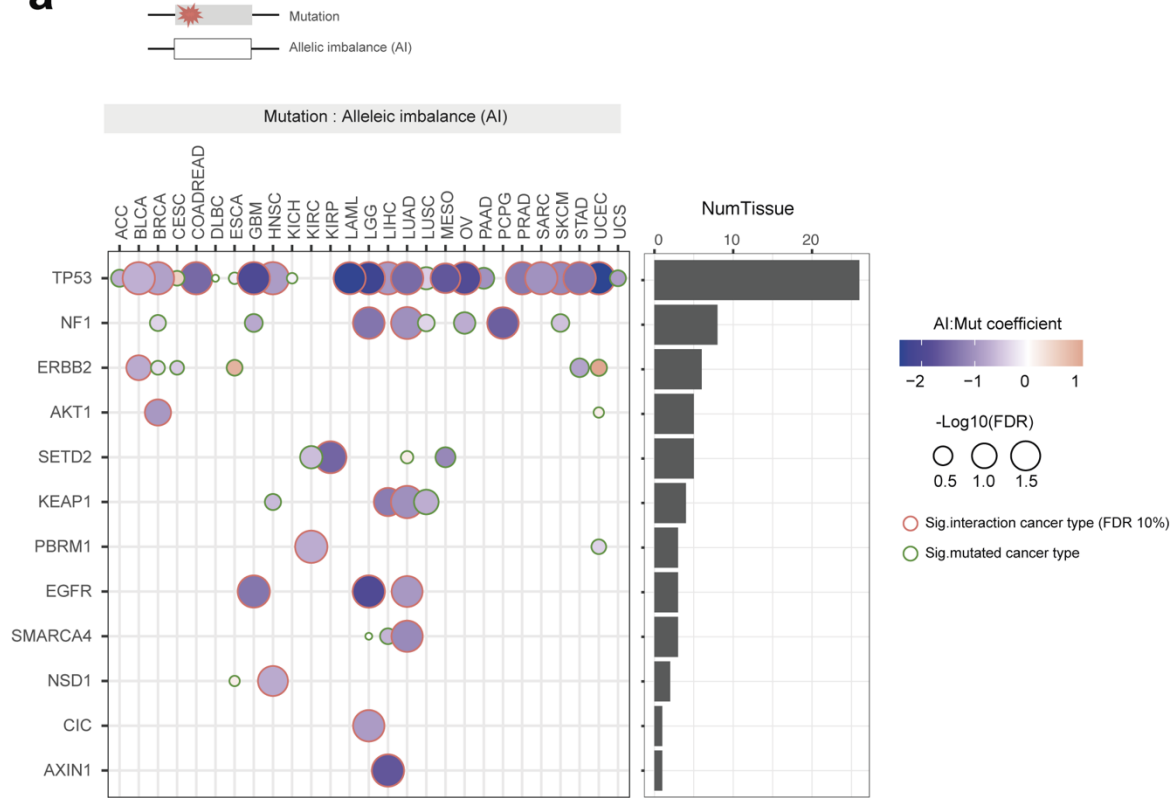 a
Mutation
Allelic imbalance (AI)
Mutation : Alleleic imbalance (AI)
ACC
BLCA
BRCA
CESC
COADREAD
DLBC
ESCA
GBM
HNSC
KICH
KIRC
KIRP
LAML
LGG
LIHC
LUAD
LUSC
MESO
OV
PAAD
PCPG
PRAD
SARC
SKCM
STAD
UCEC
UCS
NumTissue
0 10 20
TP53
NF1
ERBB2
AKT1
SETD2
KEAP1
PBRM1
EGFR
SMARCA4
NSD1
CIC
AXIN1
AI:Mut coefficient
−2 −1 0 1
-Log10(FDR)
0.5 1.0 1.5
Sig.interaction cancer type (FDR 10%)
Sig.mutated cancer type